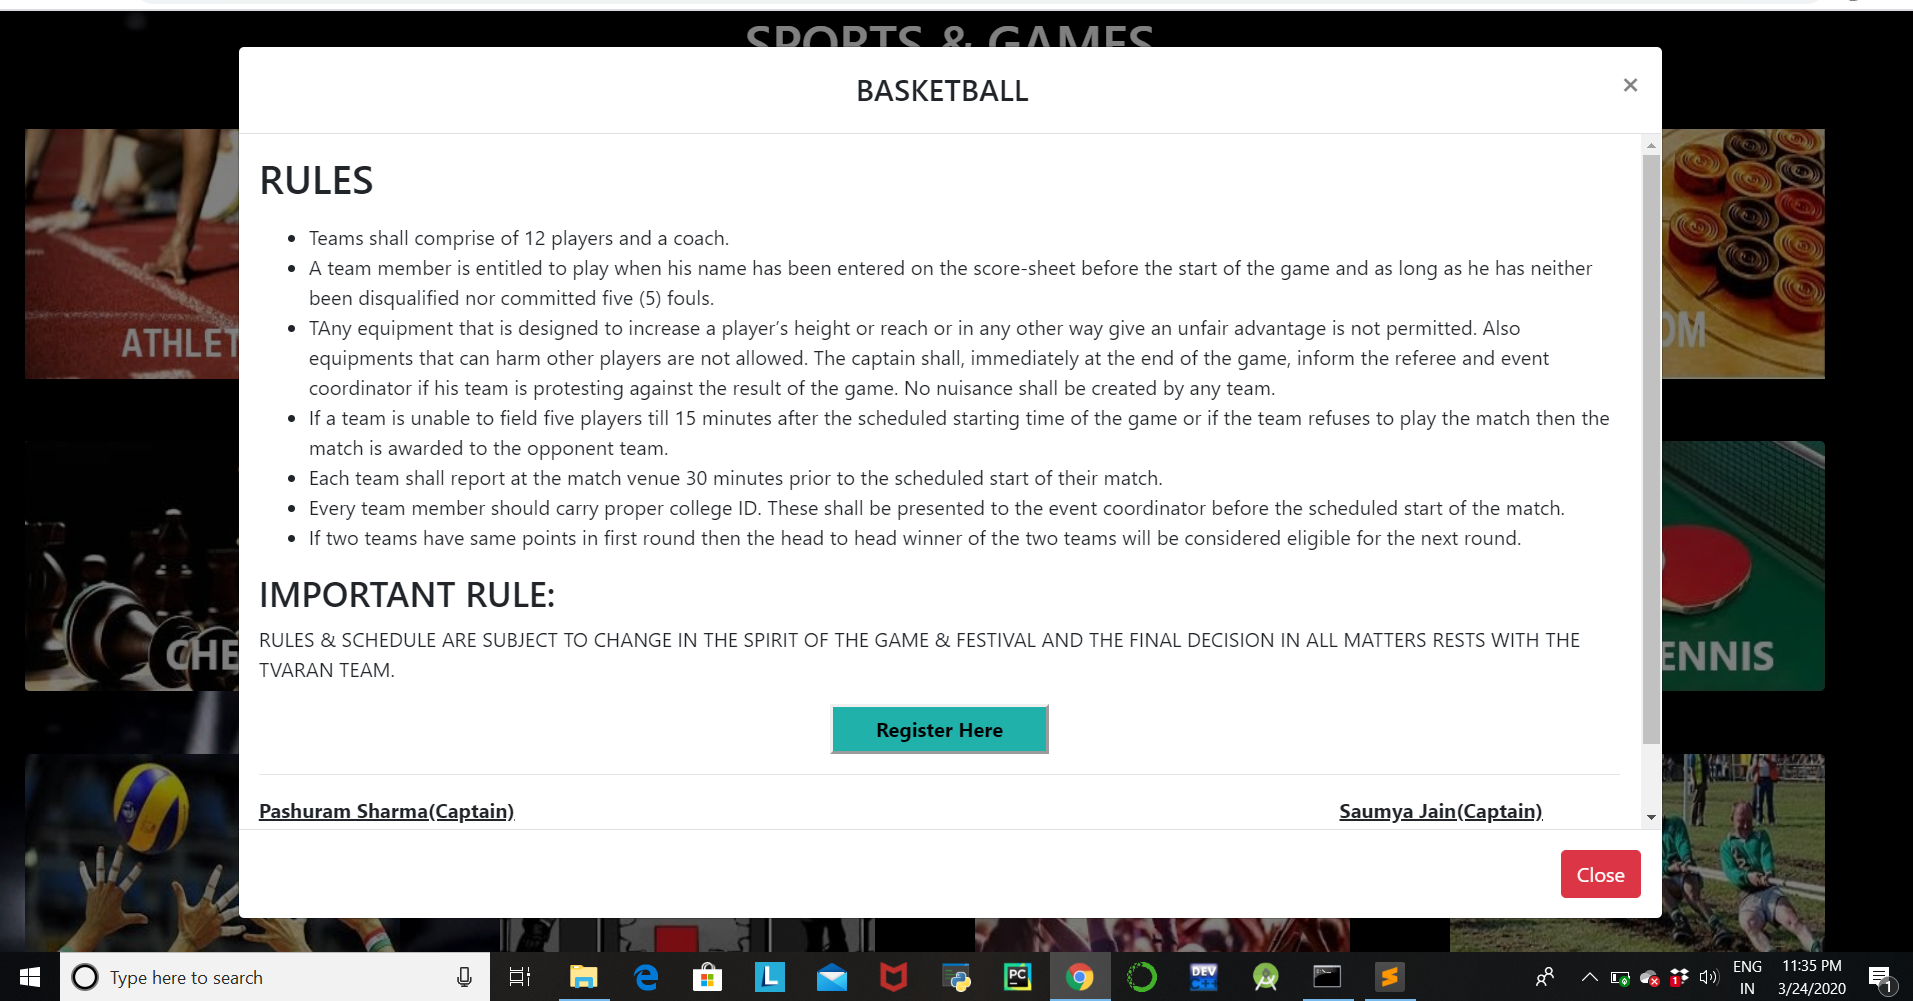 SPORTS & GAMES
BASKETBALL
×
RULES
Teams shall comprise of 12 players and a coach.
A team member is entitled to play when his name has been entered on the score-sheet before the start of the game and as long as he has neither
been disqualified nor committed five (5) fouls.
TAny equipment that is designed to increase a player’s height or reach or in any other way give an unfair advantage is not permitted. Also
equipments that can harm other players are not allowed. The captain shall, immediately at the end of the game, inform the referee and event
coordinator if his team is protesting against the result of the game. No nuisance shall be created by any team.
If a team is unable to field five players till 15 minutes after the scheduled starting time of the game or if the team refuses to play the match then the
match is awarded to the opponent team.
Each team shall report at the match venue 30 minutes prior to the scheduled start of their match.
Every team member should carry proper college ID. These shall be presented to the event coordinator before the scheduled start of the match.
If two teams have same points in first round then the head to head winner of the two teams will be considered eligible for the next round.
IMPORTANT RULE:
RULES & SCHEDULE ARE SUBJECT TO CHANGE IN THE SPIRIT OF THE GAME & FESTIVAL AND THE FINAL DECISION IN ALL MATTERS RESTS WITH THE
TVARAN TEAM.
Register Here
Pashuram Sharma(Captain) Saumya Jain(Captain)
Close
ATHLET
OM
CHE
ENNIS
Type here to search
L
PC
DEV
C++
1
ENG
IN
11:35 PM
3/24/2020
1